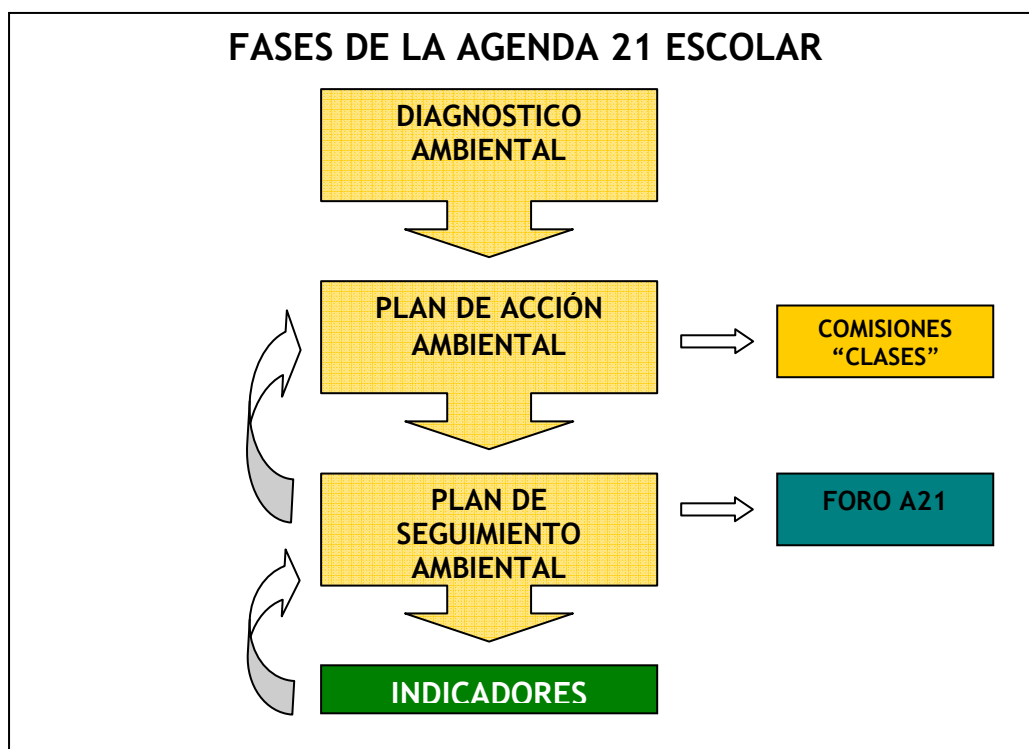 FASES DE LA AGENDA 21 ESCOLAR
DIAGNOSTICO
AMBIENTAL
PLAN DE ACCIÓN
AMBIENTAL
COMISIONES
“CLASES”
PLAN DE
SEGUIMIENTO
AMBIENTAL
FORO A21
INDICADORES